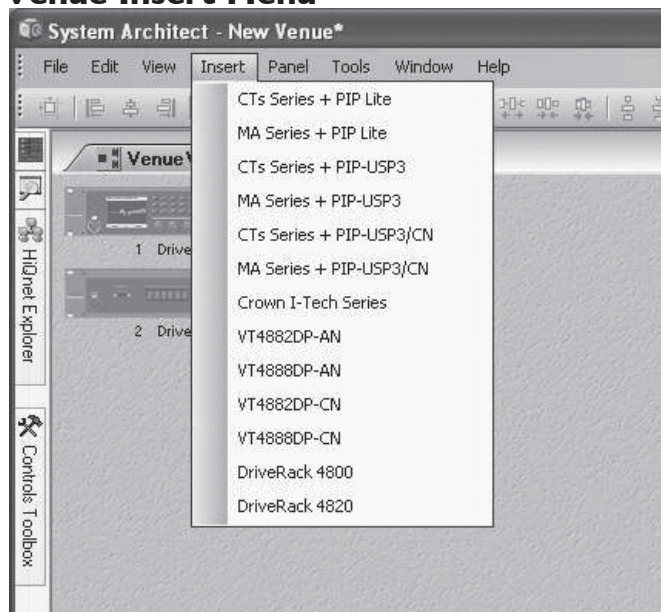 Venue Insert Menu
System Architect - New Venue*
File Edit View Insert Panel Tools Window Help
CTs Series + PIP Lite
MA Series + PIP Lite
CTs Series + PIP-USP3
MA Series + PIP-USP3
CTs Series + PIP-USP3/CN
MA Series + PIP-USP3/CN
Crown I-Tech Series
VT4882DP-AN
VT4888DP-AN
VT4882DP-CN
VT4888DP-CN
DriveRack 4800
DriveRack 4820
Venue
1 Drive
2 Drive
HiQnet Explorer
Controls Toolbox